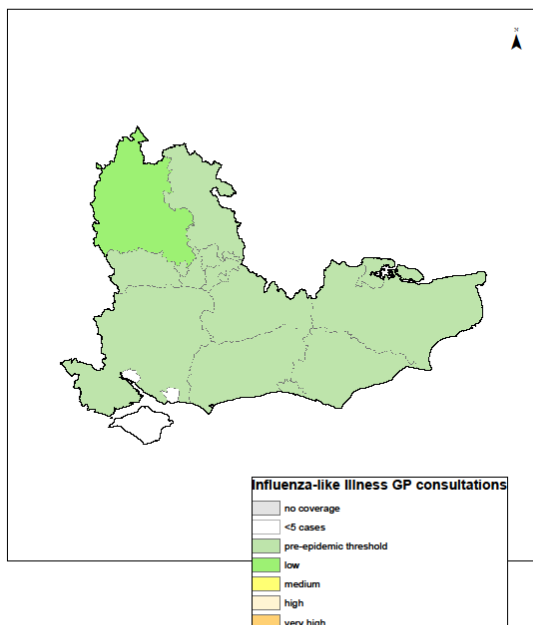 N
Influenza-like Illness GP consultations
no coverage
<5 cases
pre-epidemic threshold
low
medium
high
very high